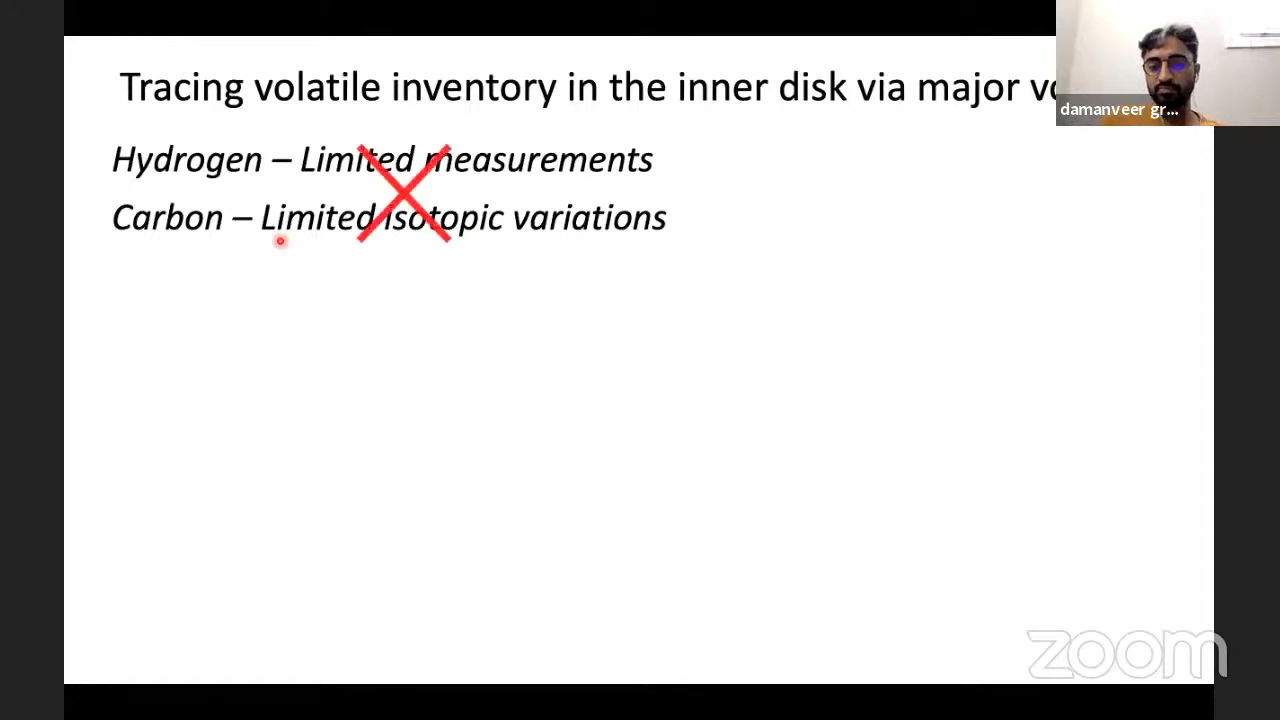 Tracing volatile inventory in the inner disk via major
damanveer gr...
Hydrogen – Limited measurements
Carbon – Limited isotopic variations
zoom